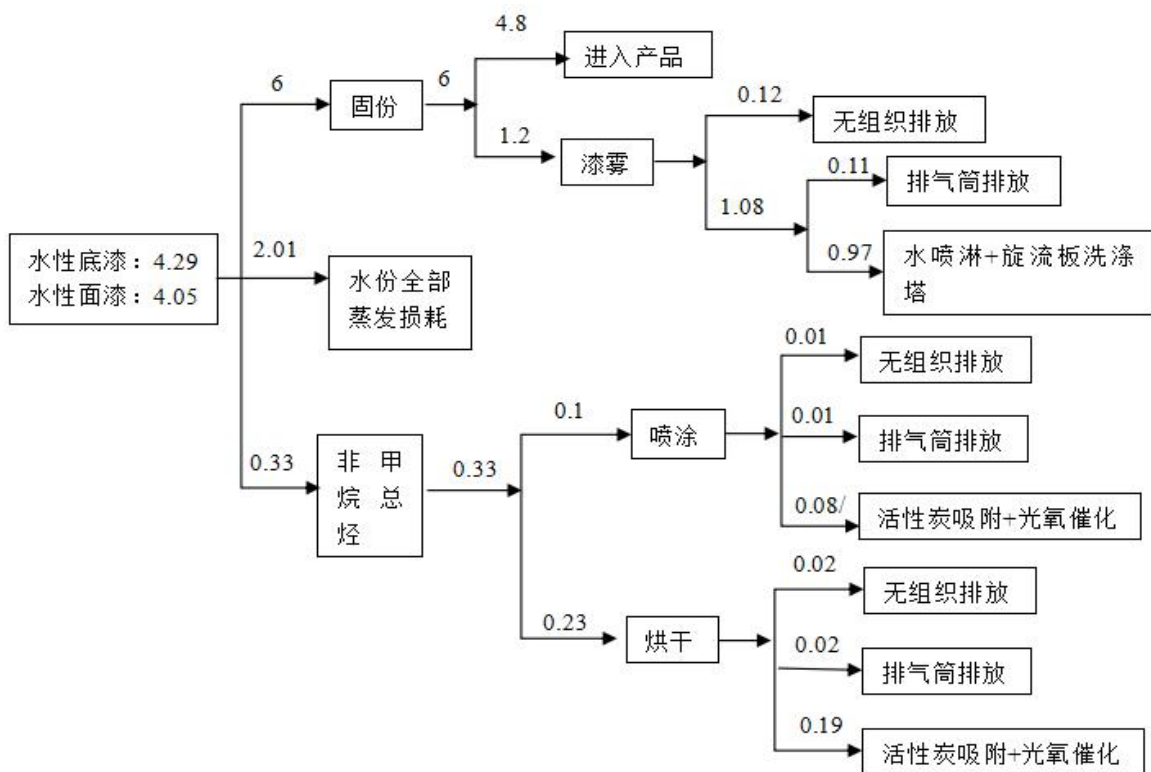 4.8
进入产品
6
固份
6
0.12
无组织排放
1.2
漆雾
0.11
排气筒排放
1.08
水性底漆：4.29
水性面漆：4.05
2.01
水份全部
蒸发损耗
0.97
水喷淋+旋流板洗涤
塔
0.01
无组织排放
0.1
喷涂
0.01
排气筒排放
0.33
非甲
烷总
烃
0.33
0.08/
活性炭吸附+光氧催化
0.02
无组织排放
0.23
烘干
0.02
排气筒排放
0.19
活性炭吸附+光氧催化